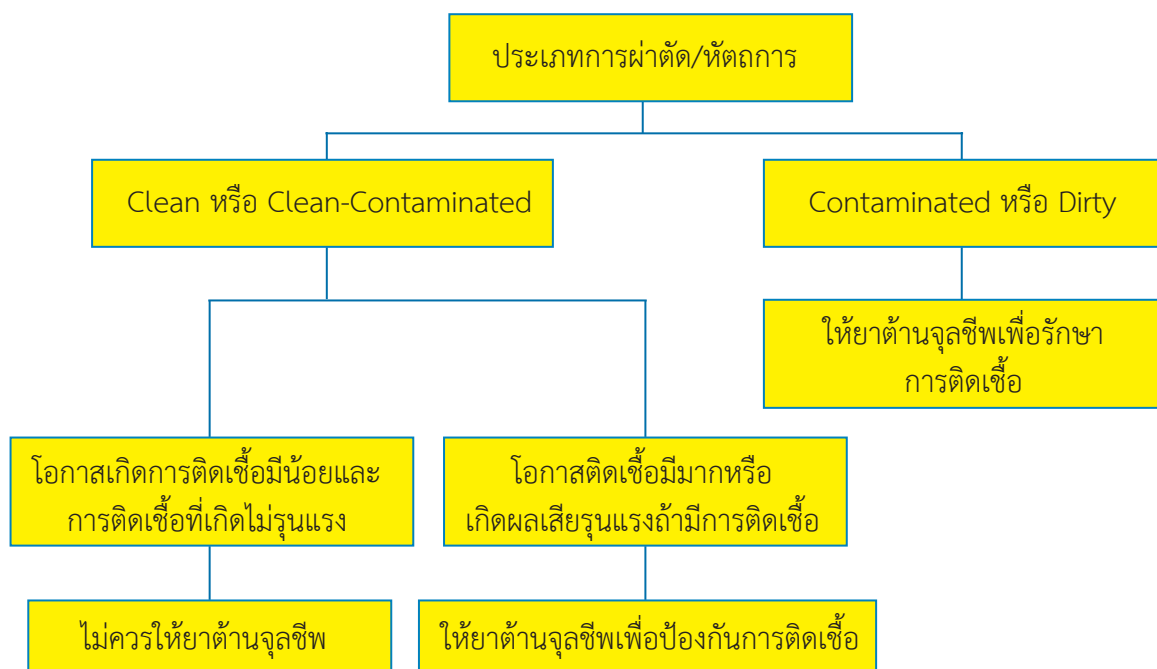 ประเภทการผ่าตัด/หัตถการ
Clean หรือ Clean-Contaminated
Contaminated หรือ Dirty
ให้ยาต้านจุลชีพเพื่อรักษา
การติดเชื้อ
โอกาสเกิดการติดเชื้อมีน้อยและ
การติดเชื้อที่เกิดไม่รุนแรง
โอกาสติดเชื้อมีมากหรือ
เกิดผลเสียรุนแรงถ้ามีการติดเชื้อ
ไม่ควรให้ยาต้านจุลชีพ
ให้ยาต้านจุลชีพเพื่อป้องกันการติดเชื้อ